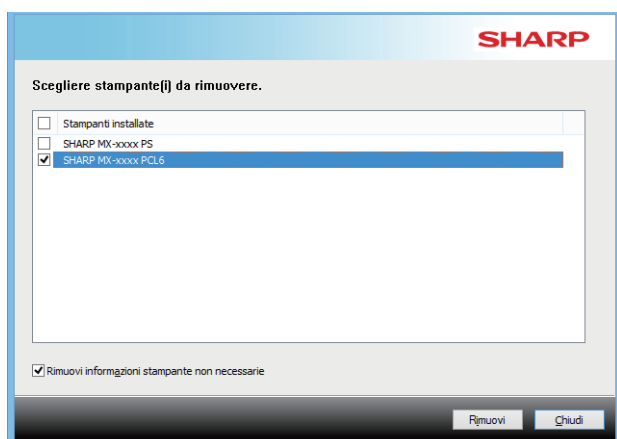 SHARP
Scegliere stampante(i) da rimuovere.
Stampanti installate
SHARP MX-xxxx PS
SHARP MX-xxxx PCL6
Rimuovi informazioni stampante non necessarie
Rimuovi Chiudi